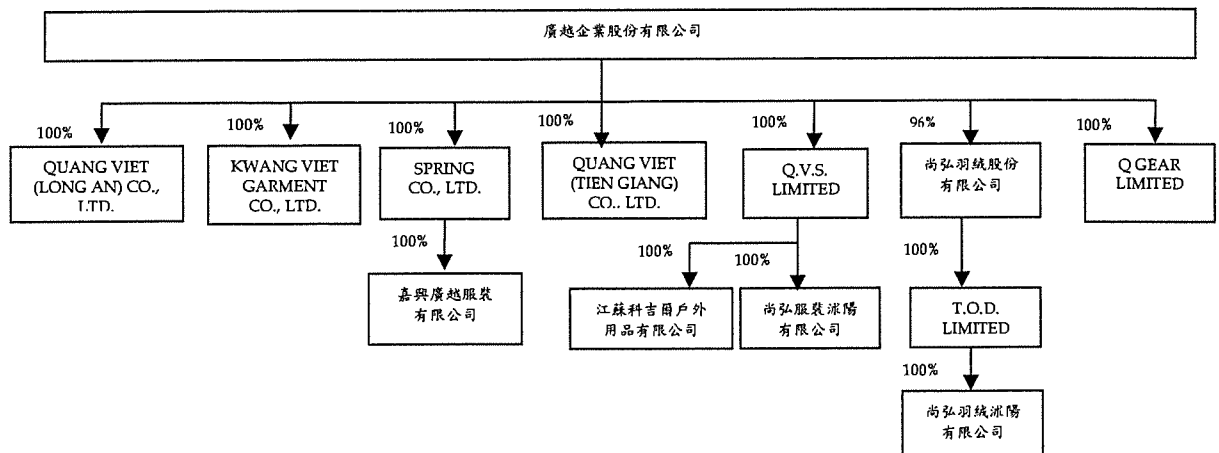 廣越企業股份有限公司
100%
100%
100%
100%
100%
96%
100%
QUANG VIET
(LONG AN) CO.,
LTD.
KWANG VIET
GARMENT
CO., LTD.
SPRING
CO., LTD.
QUANG VIET
(TIEN GIANG)
CO., LTD.
Q.V.S.
LIMITED
尚弘羽絨股份
有限公司
Q GEAR
LIMITED
100%
100%
100%
100%
嘉興廣越服裝
有限公司
江蘇科吉爾戶外
用品有限公司
尚弘服裝沭陽
有限公司
T.O.D.
LIMITED
100%
尚弘羽絨沭陽
有限公司